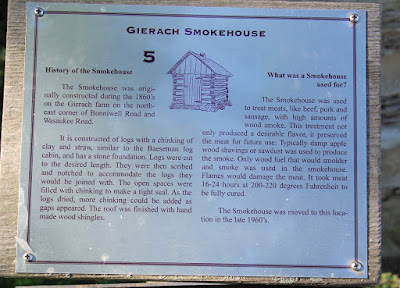 GIERACH SMOKEHOUSE
5
History of the Smokehouse
The Smokehouse was origi-
nally constructed during the 1860's
on the Gierach farm on the north-
east corner of Bonniwell Road and
Wasaukee Road.
It is constructed of logs with a chinking of
clay and straw, similar to the Baeseman log
cabin, and has a stone foundation. Logs were cut
to the desired length. They were then scribed
and notched to accommodate the logs they
would be joined with. The open spaces were
filled with chinking to make a tight seal. As the
logs dried, more chinking could be added as
gaps appeared. The roof was finished with hand
made wood shingles.
What was a Smokehouse
used for?
The Smokehouse was used
to treat meats, like beef, pork and
sausage, with high amounts of
wood smoke. This treatment not
only produced a desirable flavor, it preserved
the meat for future use. Typically damp apple
wood shavings or sawdust was used to produce
the smoke. Only wood fuel that would smolder
and smoke was used in the smokehouse.
Flames would damage the meat. It took meat
16-24 hours at 200-220 degrees Fahrenheit to
be fully cured.
The Smokehouse was moved to this loca-
tion in the late 1960's.